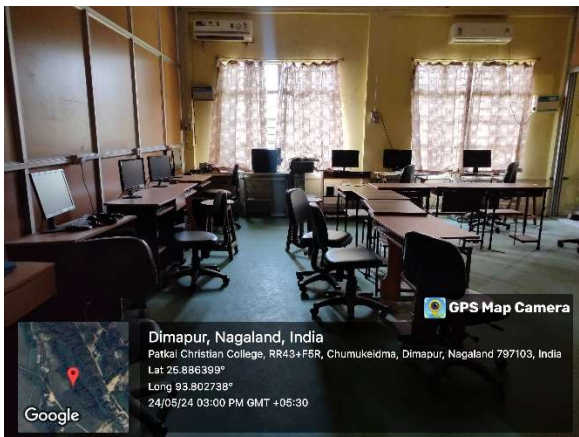 GPS Map Camera
Dimapur, Nagaland, India
Patkai Christian College, RR43+F5R, Chumukeidma, Dimapur, Nagaland 797103, India
Lat 25.886399°
Long 93.802738°
24/05/24 03:00 PM GMT +05:30
Google